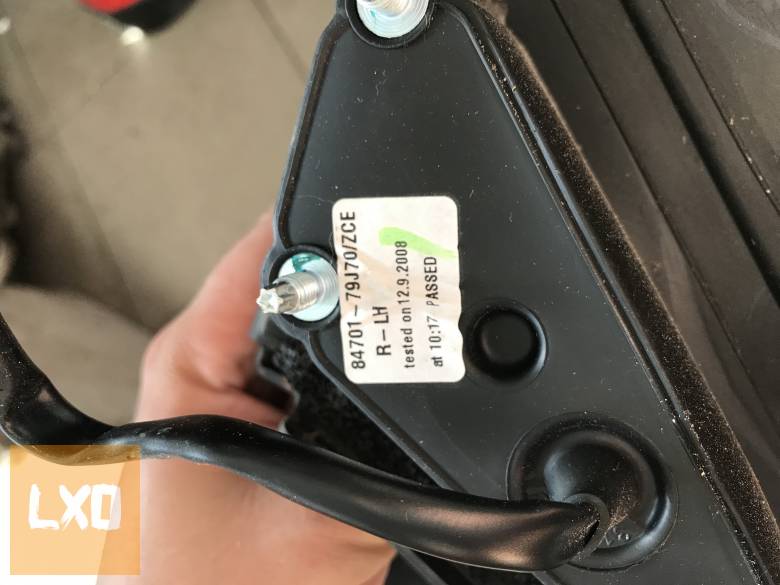 84701-79J70/ZCE
R-LH
tested on 12.9.2008
at 10:17 PASSED
LXO